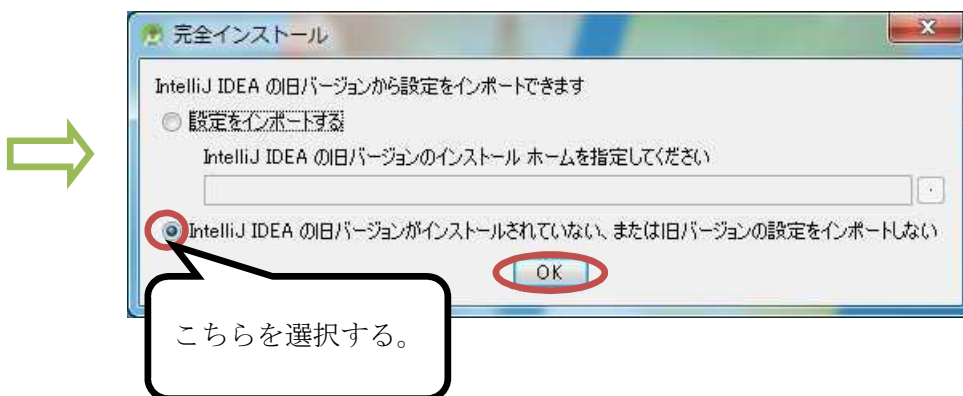 完全インストール
IntelliJ IDEA の旧バージョンから設定をインポートできます
設定をインポートする
IntelliJ IDEA の旧バージョンのインストール ホームを指定してください
IntelliJ IDEA の旧バージョンがインストールされていない、または旧バージョンの設定をインポートしない
OK
こちらを選択する。